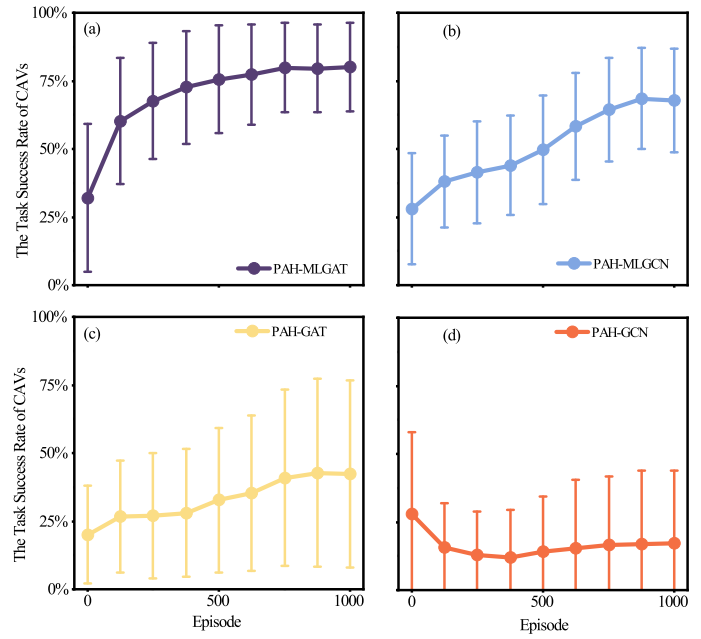 100%
(a)
(b)
The Task Success Rate of CAVs
75%
50%
25%
PAH-MLGAT
PAH-MLGCN
0%
100%
(c)
PAH-GAT
(d)
PAH-GCN
The Task Success Rate of CAVs
75%
50%
25%
0%
0
500
1000
0
500
1000
Episode
Episode